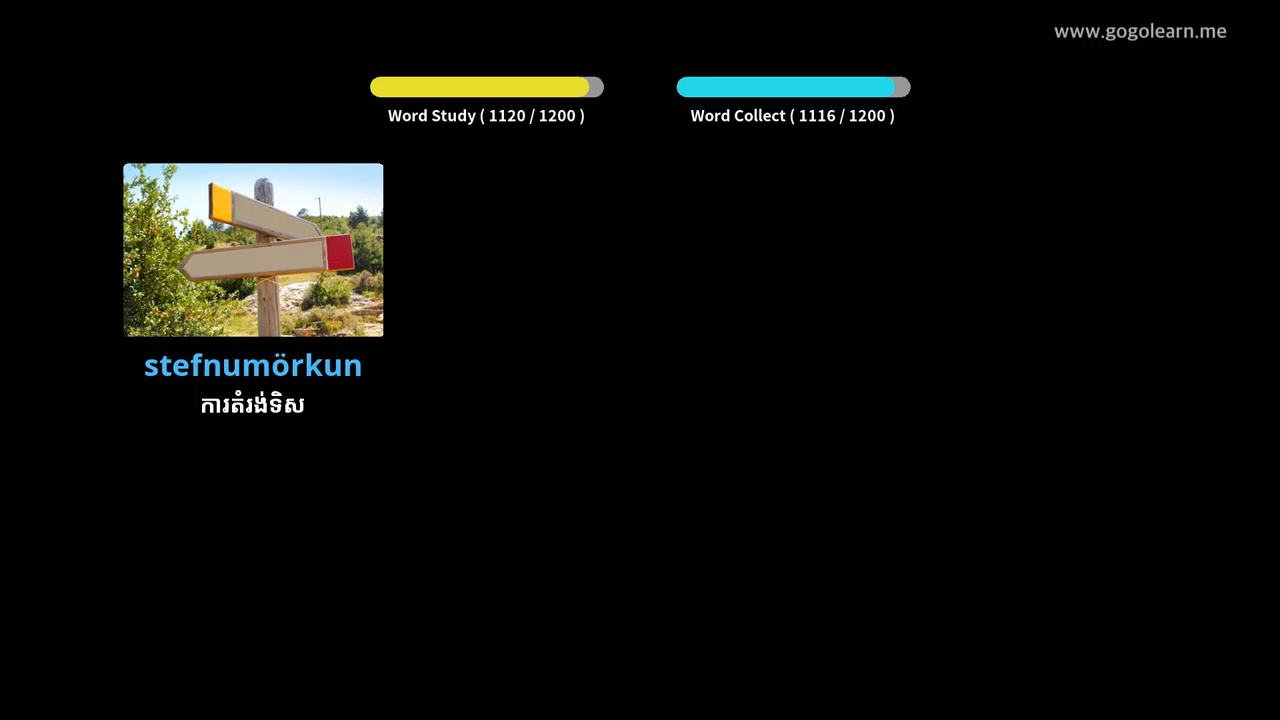 www.gogolearn.me
Word Study ( 1120 / 1200 )
Word Collect ( 1116 / 1200 )
stefnumörkun
ការតំរង់ទិស